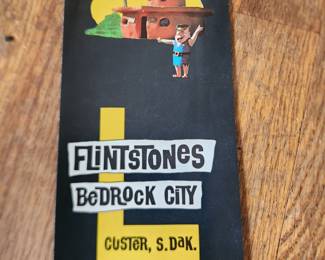 FLINTSTONES
BEDROCK CITY
CUSTER, S.DAK.